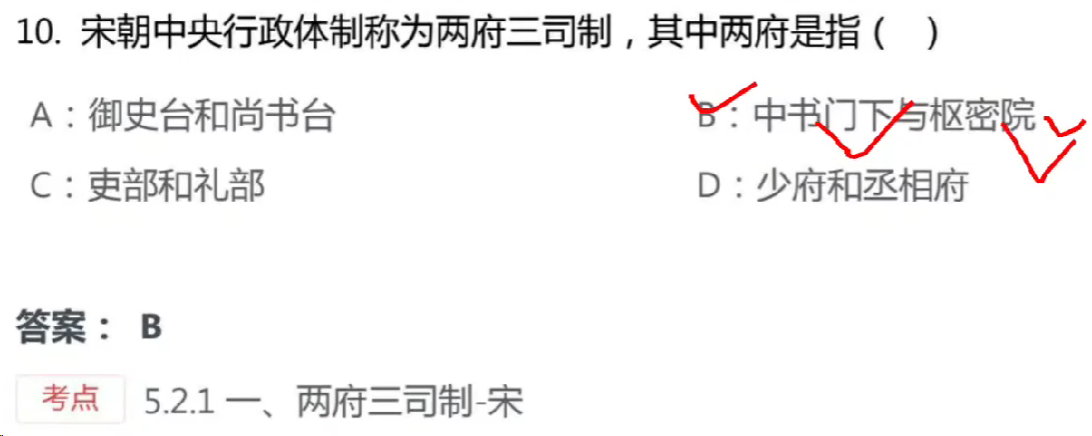 10. 宋朝中央行政体制称为两府三司制，其中两府是指（ ）
A：御史台和尚书台
B：中书门下与枢密院
C：吏部和礼部
D：少府和丞相府
答案： B
考点 5.2.1 一、两府三司制-宋